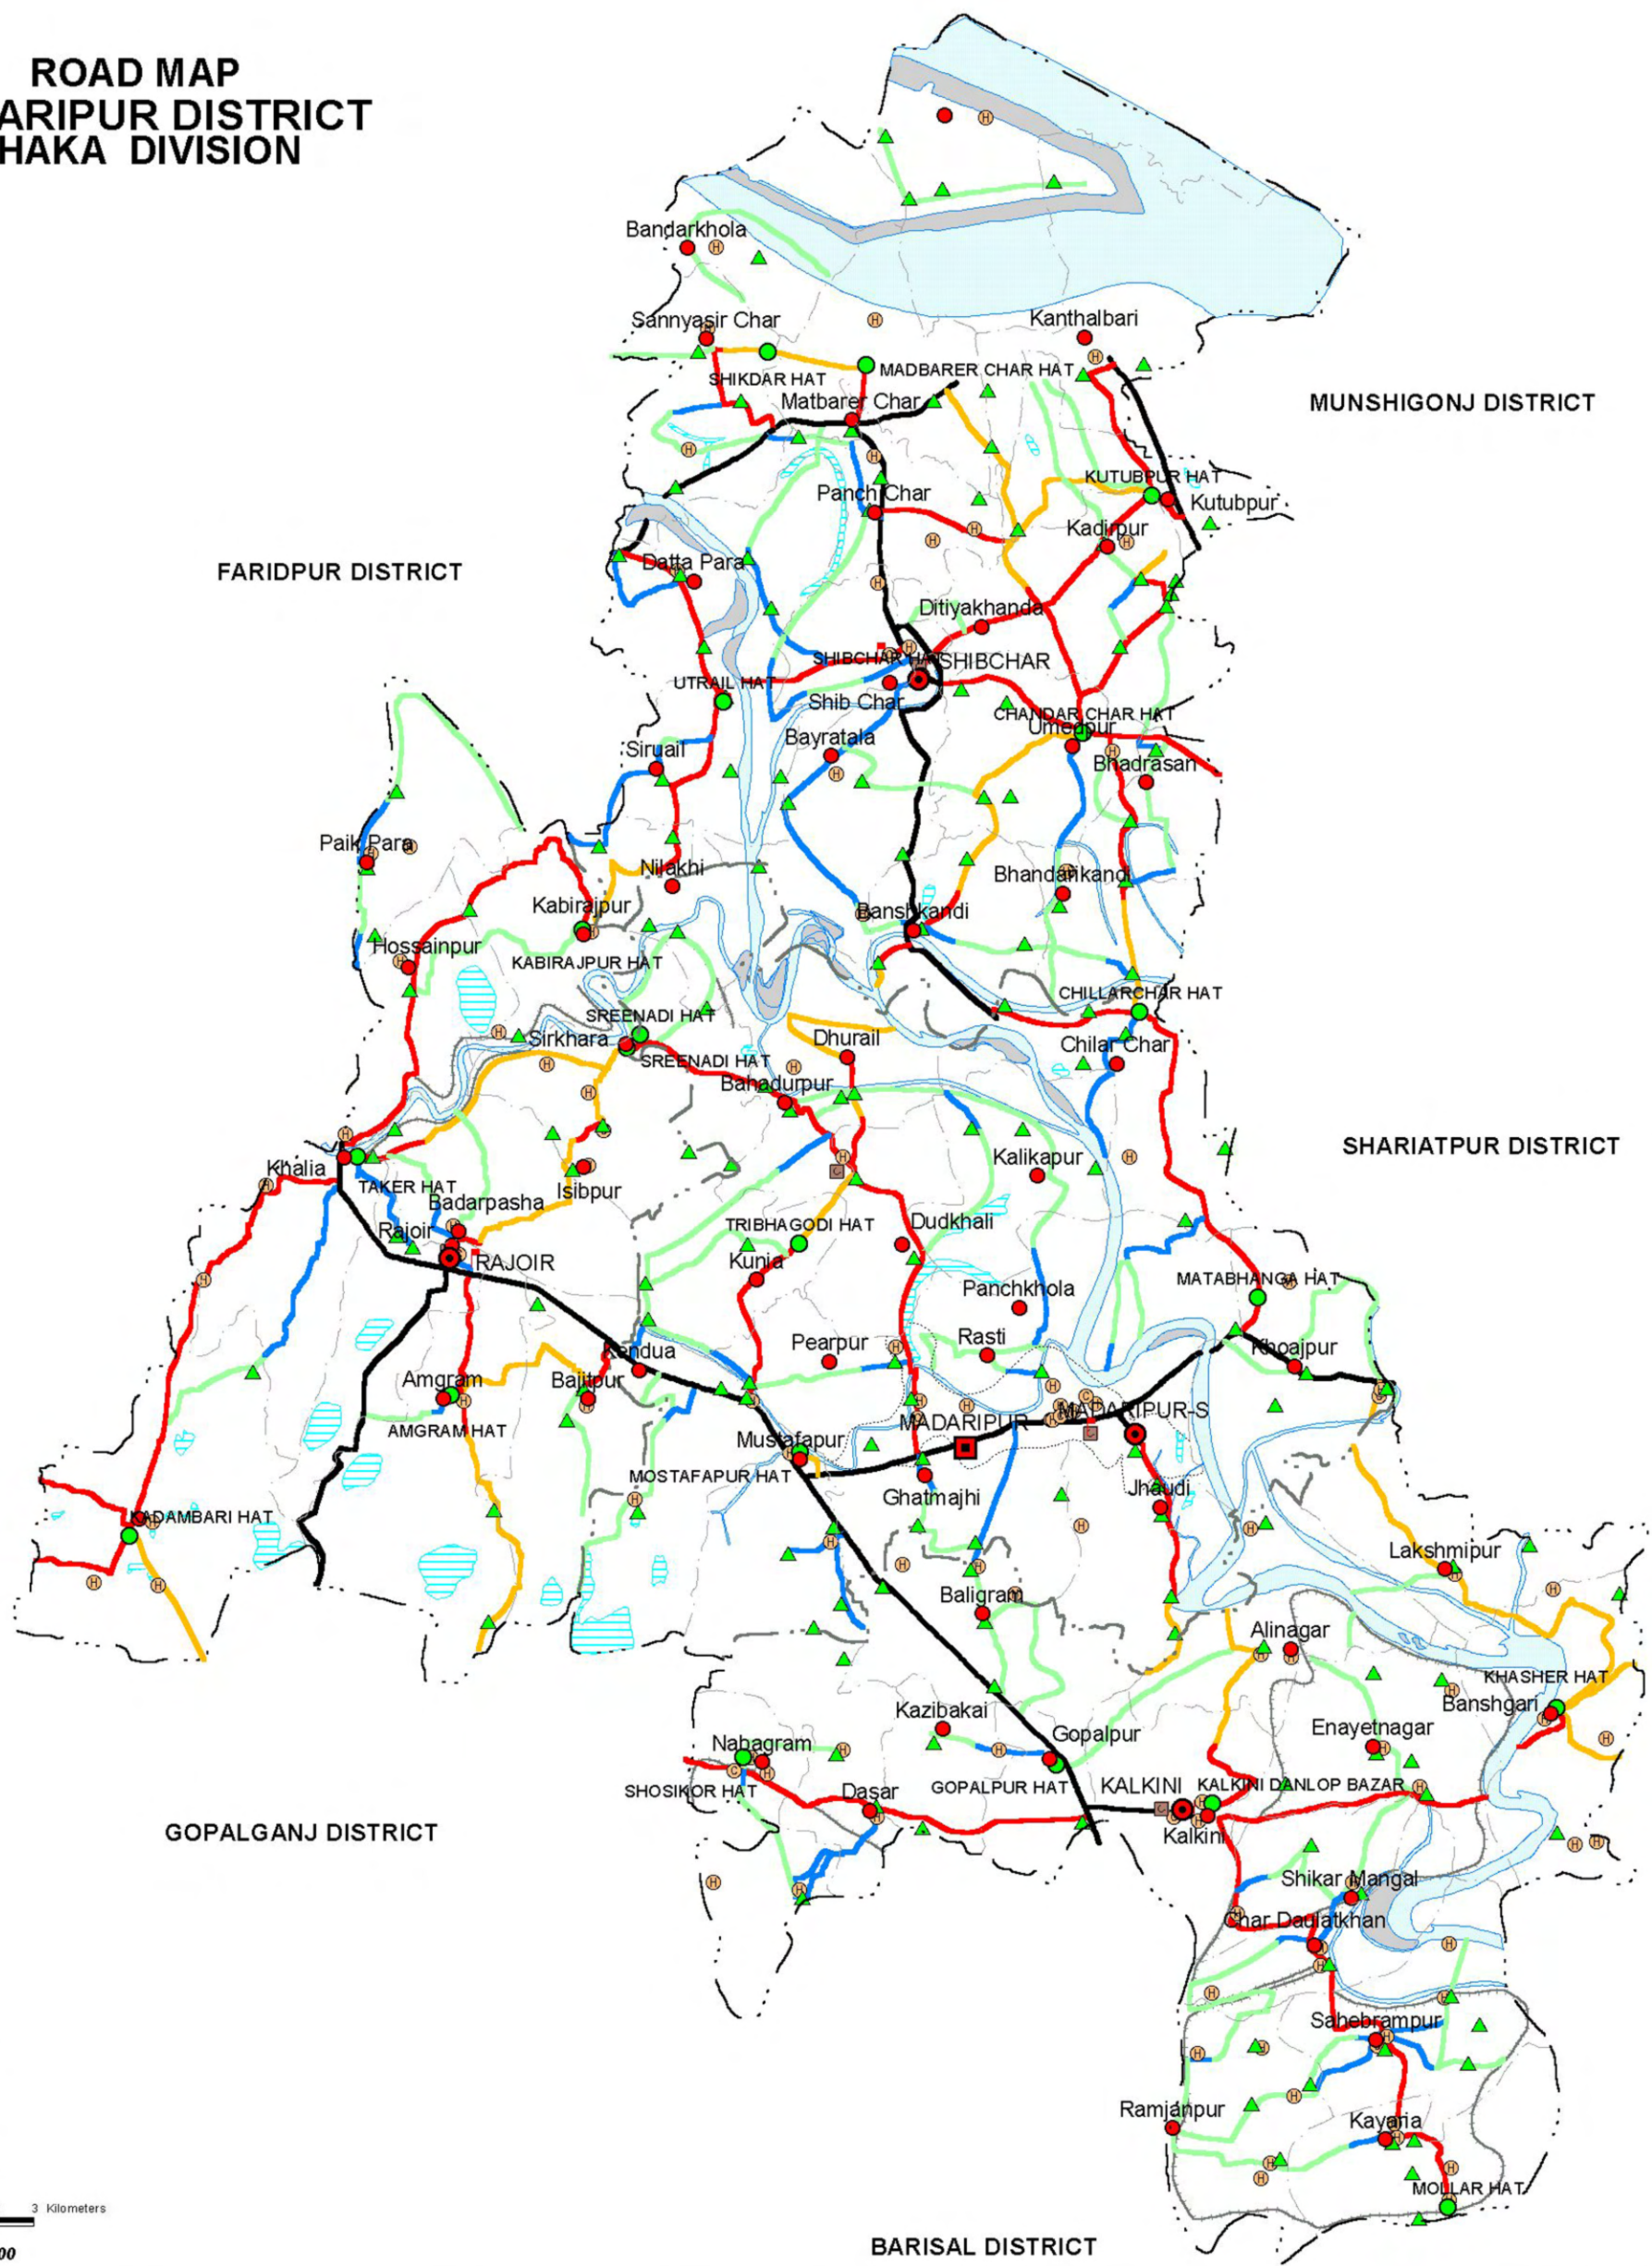 ROAD MAP
ARIPUR DISTRICT
HAKA DIVISION
Bandarkhola
Sannyasir Char
Kanthalbari
SHIKDAR HAT
MADBARER CHAR HAT
Matbarer Char
MUNSHIGONJ DISTRICT
KUTUBPUR HAT
Panch Char
Kutubpur
Kadirpur
Datta Para
FARIDPUR DISTRICT
Ditiyakhanda
SHIBCHAR HAT
SHIBCHAR
UTRAIL HAT
Shib Char
CHANDAR CHAR HAT
Umedpur
Bayratala
Siruail
Bhadrasan
Paik Para
Nilakhi
Bhandarikandi
Kabirajpur
Banshkandi
Hossainpur
KABIRAJPUR HAT
CHILLARCHAR HAT
SREENADI HAT
Sirkhara
Dhurail
Chilar Char
SREENADI HAT
Bahadurpur
SHARIATPUR DISTRICT
Kalikapur
Khalia
TAKER HAT
Isibpur
Badarpasha
Rajoir
TRIBHAGODI HAT
Dudkhali
RAJOIR
Kunia
MATABHANGA HAT
Panchkhola
Pearpur
Rasti
Khoajpur
Kendua
Amgram
Bajitpur
MADARIPUR
MADARIPUR-S
AMGRAM HAT
Mustafapur
MOSTAFAPUR HAT
Jhaudi
Ghatmajhi
KADAMBARI HAT
Lakshmipur
Baligram
Alinagar
KHASHER HAT
Banshgari
Kazibakai
Gopalpur
Enayetnagar
Nabagram
SHOSIKOR HAT
Dasar
GOPALPUR HAT
KALKINI
KALKINI DANLOP BAZAR
GOPALGANJ DISTRICT
Kalkini
Shikar Mangal
Char Daulatkhan
Sahebrampur
Ramjanpur
Kayaria
MOLLAR HAT
3 Kilometers
BARISAL DISTRICT
00